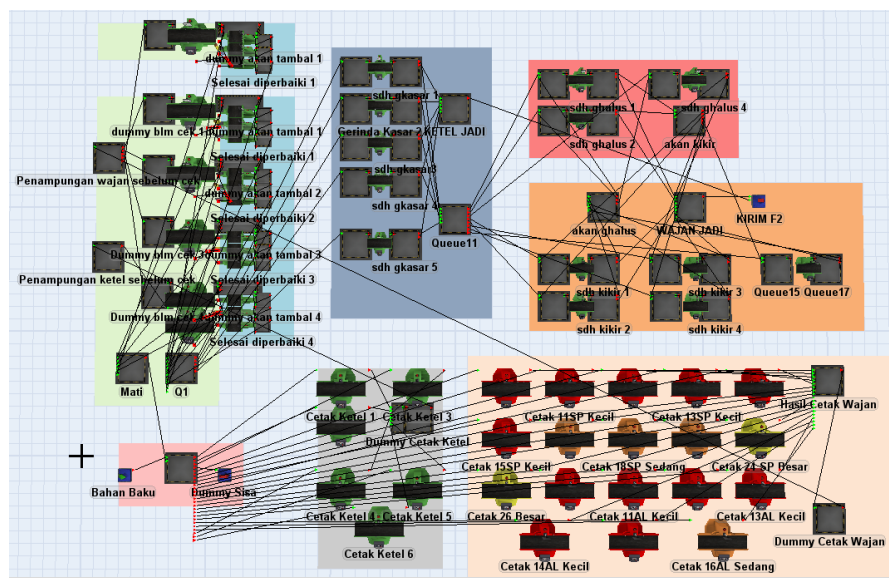 dummy akan tambal 1
Selesai diperbaiki 1
sdh gkasar 1
sdh ghalus 1
sdh ghalus 4
dummy blm cek 1
dummy akan tambal 1
Gerinda Kasar 2
KETEL JADI
sdh ghalus 2
akan kikir
Selesai diperbaiki 1
Penampungan wajan sebelum cek
dummy akan tambal 2
sdh gkasar3
sdh gkasar 4
Selesai diperbaiki 2
akan ghalus
WAJAN JADI
KIRIM F2
Queue11
Dummy blm cek 3
dummy akan tambal 3
sdh gkasar 5
Penampungan ketel sebelum cek
Selesai diperbaiki 3
sdh kikir 1
sdh kikir 3
Queue15
Queue17
Dummy blm cek 4
dummy akan tambal 4
sdh kikir 2
sdh kikir 4
Selesai diperbaiki 4
Mati
Q1
Cetak Ketel 1
Cetak Ketel 3
Cetak 11SP Kecil
Cetak 13SP Kecil
Hasil Cetak Wajan
Dummy Cetak Ketel
Cetak 15SP Kecil
Cetak 18SP Sedang
Cetak 24 SP Besar
Bahan Baku
Dummy Sisa
Cetak Ketel 4
Cetak Ketel 5
Cetak 26 Besar
Cetak 11AL Kecil
Cetak 13AL Kecil
Dummy Cetak Wajan
Cetak Ketel 6
Cetak 14AL Kecil
Cetak 16AL Sedang